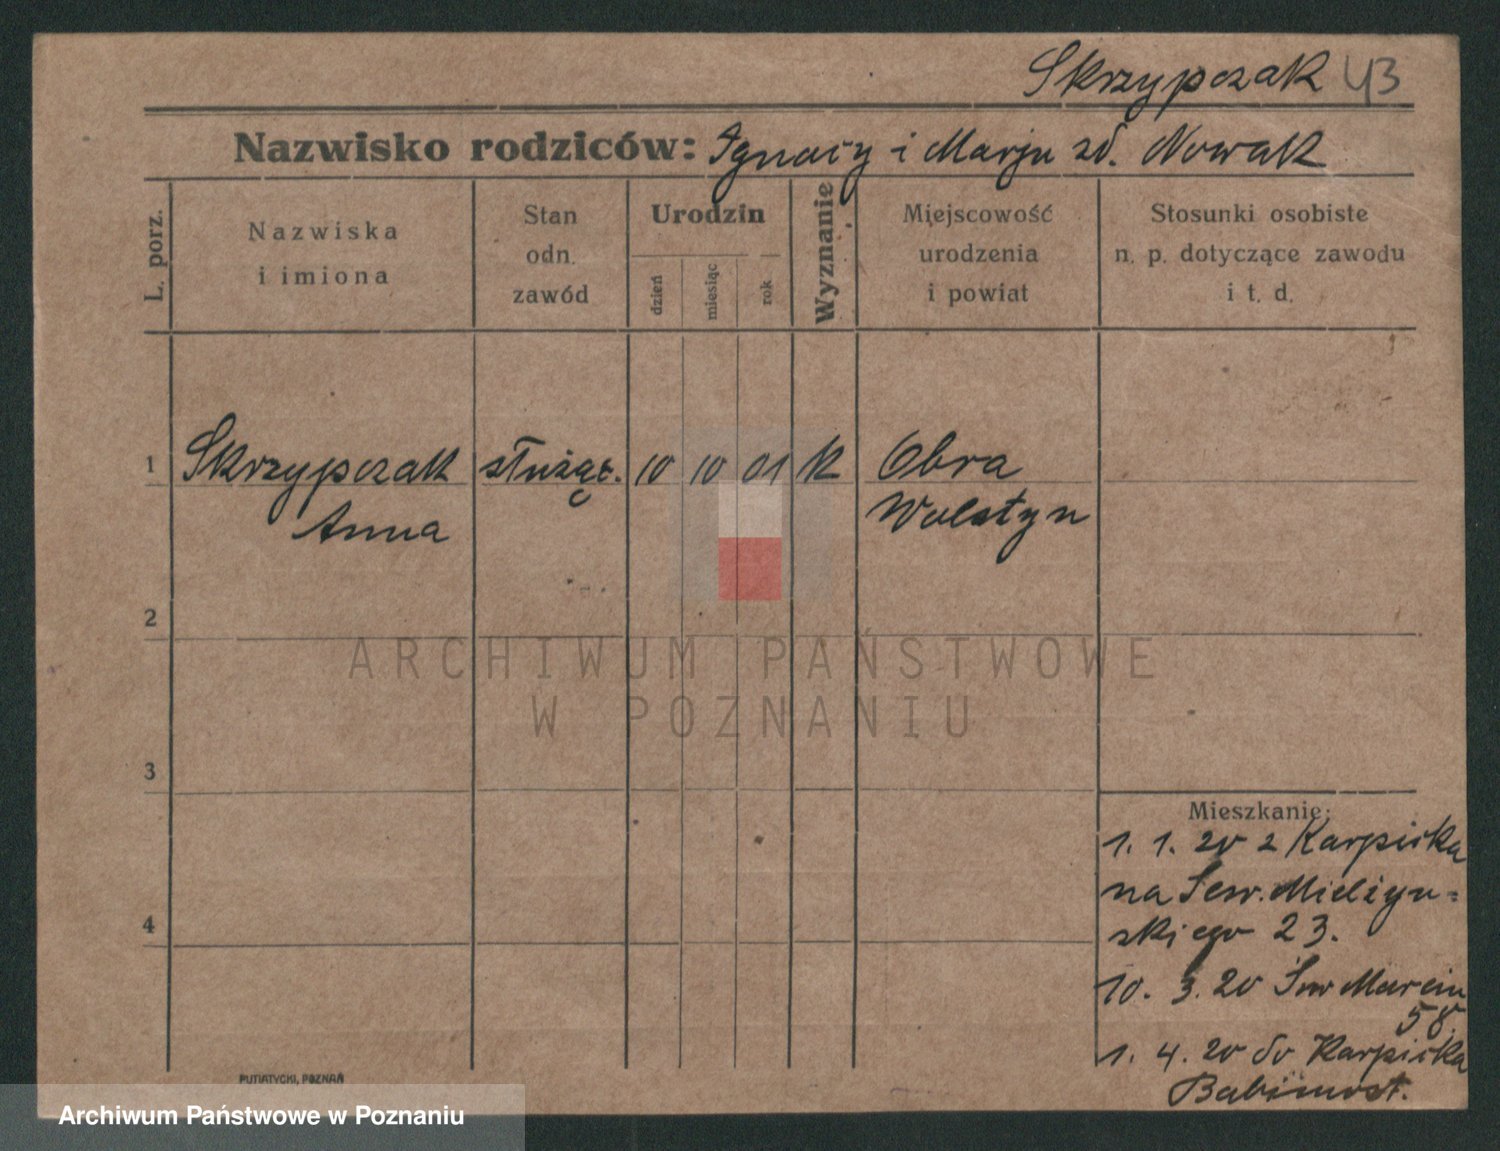 Skrzypczak 43
Nazwisko rodziców: Ignacy i Marja zd. Nowak
L. porz.
Nazwiska
i imiona
Stan
odn.
zawód
Urodzin
dzień
miesiąc
rok
Wyznanie
Miejscowość
urodzenia
i powiat
Stosunki osobiste
n. p. dotyczące zawodu
i t. d.
1 Skrzypczak służąc. 10 10 01 K Obra
Anna Wolsztyn
2
3
4
Mieszkanie:
1. 1. 20 z Karpicka
na Sew. Mielżyn=
skiego 23.
10. 3. 20 Św Marcin
58.
1. 4. 20 do Karpicka
Babimost.
PUTIATYCKI, POZNAŃ
ARCHIWUM PAŃSTWOWE
W POZNANIU
Archiwum Państwowe w Poznaniu